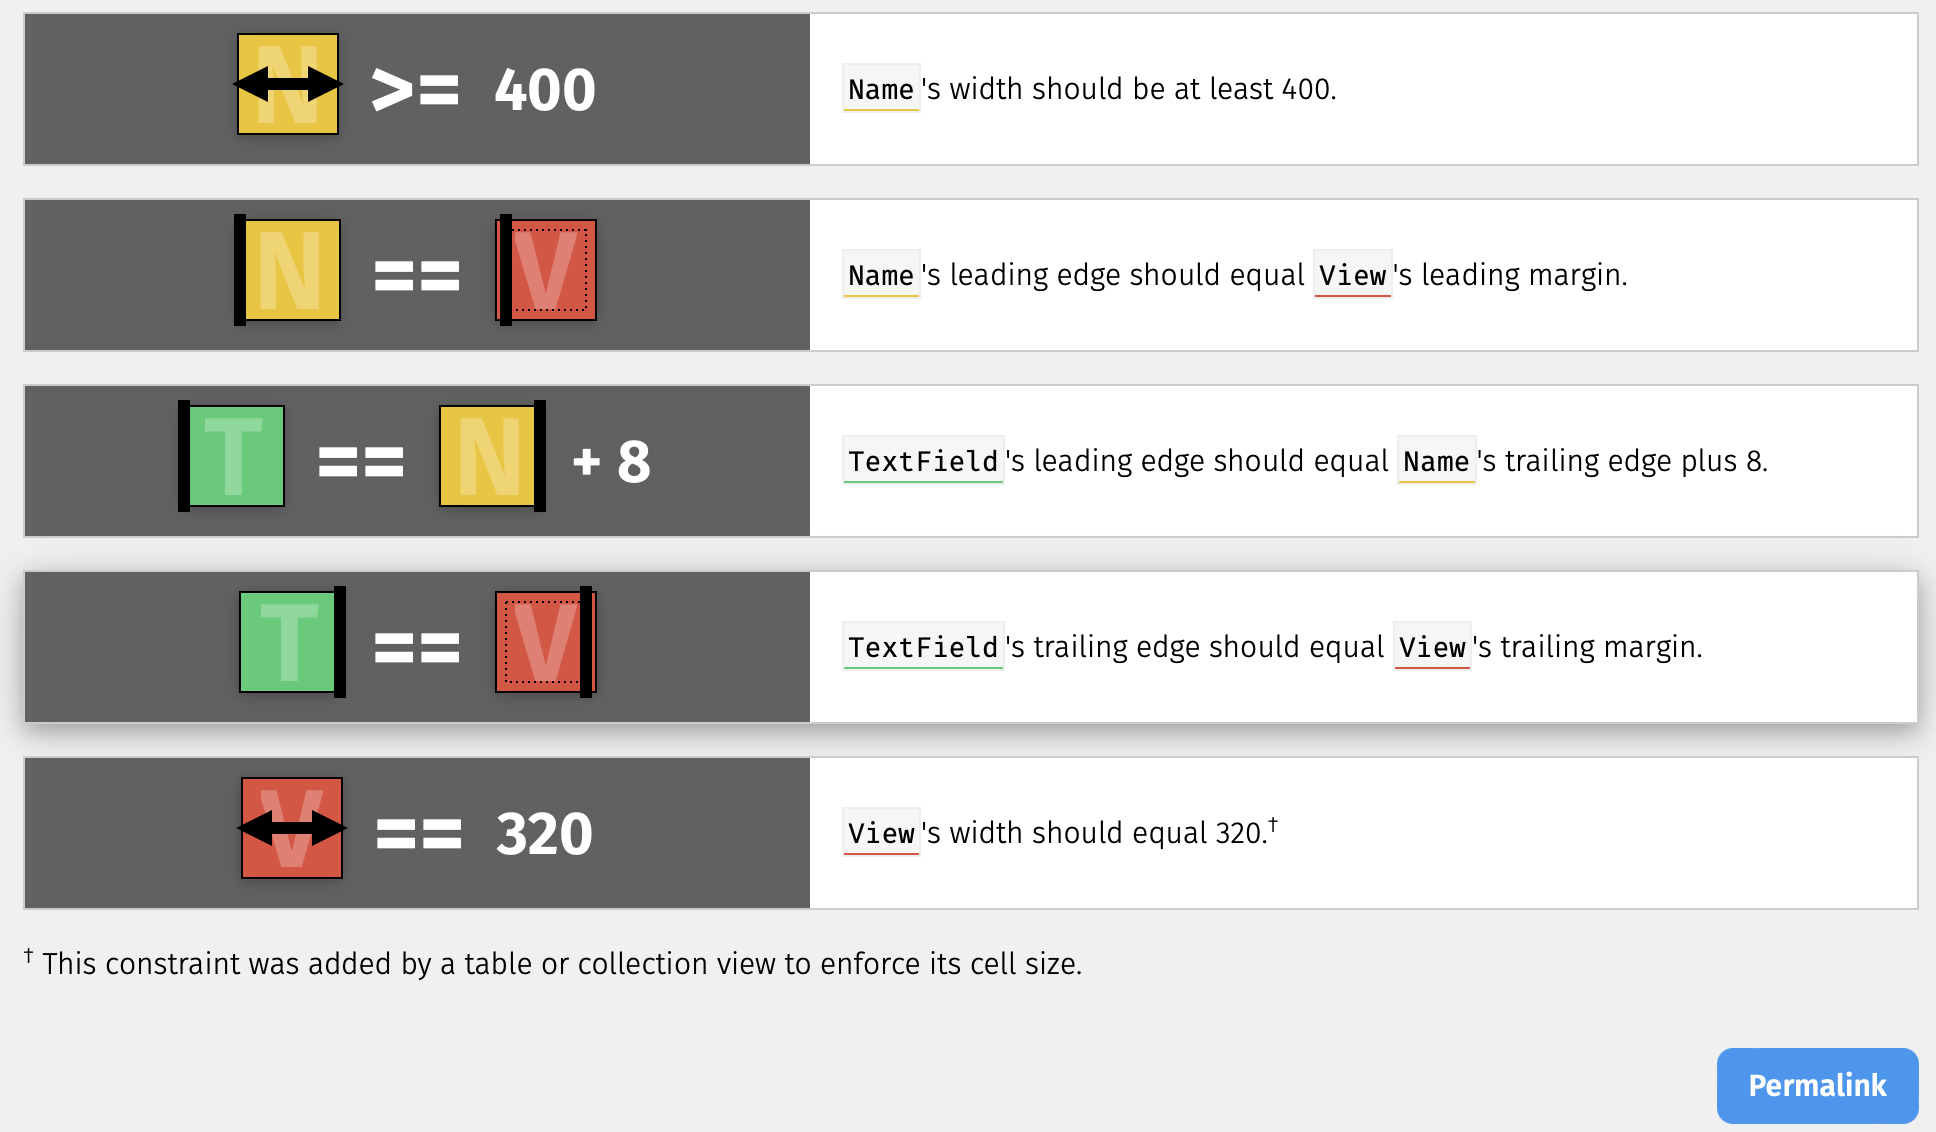 N >= 400
Name's width should be at least 400.
N == V
Name's leading edge should equal View's leading margin.
T == N + 8
TextField's leading edge should equal Name's trailing edge plus 8.
T == V
TextField's trailing edge should equal View's trailing margin.
V == 320
View's width should equal 320.†
† This constraint was added by a table or collection view to enforce its cell size.
Permalink